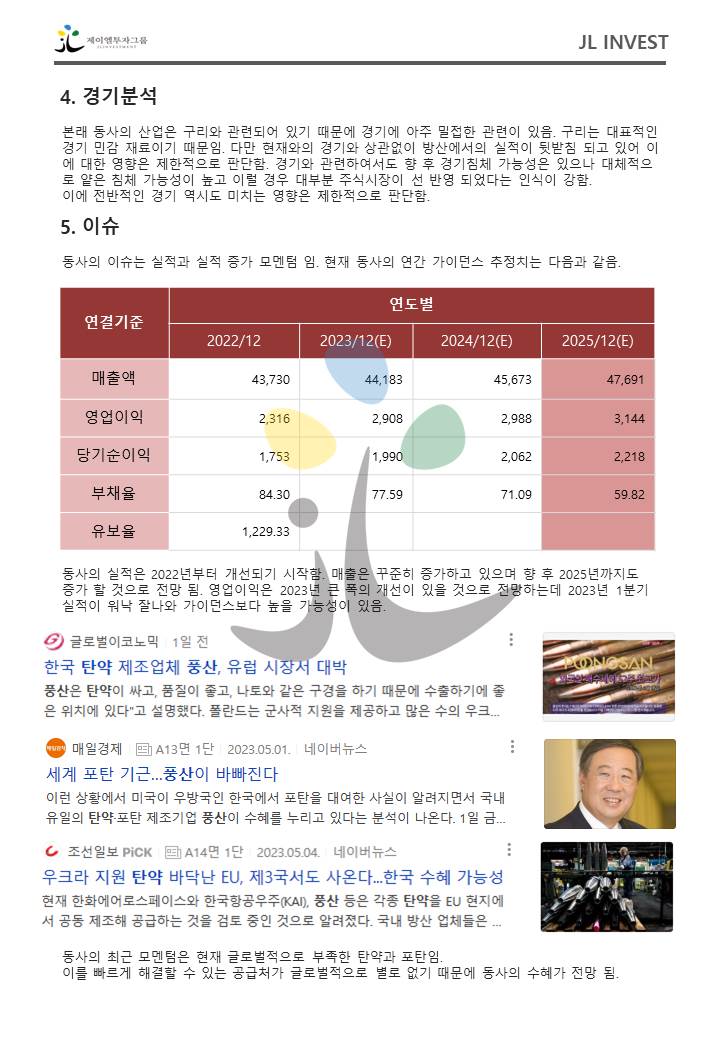 제이엘투자그룹
JLINVESTMENT
JL INVEST
4. 경기분석
본래 동사의 산업은 구리와 관련되어 있기 때문에 경기에 아주 밀접한 관련이 있음. 구리는 대표적인
경기 민감 재료이기 때문임. 다만 현재와의 경기와 상관없이 방산에서의 실적이 뒷받침 되고 있어 이
에 대한 영향은 제한적으로 판단함. 경기와 관련하여서도 향 후 경기침체 가능성은 있으나 대체적으
로 얕은 침체 가능성이 높고 이럴 경우 대부분 주식시장이 선 반영 되었다는 인식이 강함.
이에 전반적인 경기 역시도 미치는 영향은 제한적으로 판단함.
5. 이슈
동사의 이슈는 실적과 실적 증가 모멘텀 임. 현재 동사의 연간 가이던스 추정치는 다음과 같음.
연결기준 연도별
2022/12 2023/12(E) 2024/12(E) 2025/12(E)
매출액 43,730 44,183 45,673 47,691
영업이익 2,316 2,908 2,988 3,144
당기순이익 1,753 1,990 2,062 2,218
부채율 84.30 77.59 71.09 59.82
유보율 1,229.33
동사의 실적은 2022년부터 개선되기 시작함. 매출은 꾸준히 증가하고 있으며 향 후 2025년까지도
증가 할 것으로 전망 됨. 영업이익은 2023년 큰 폭의 개선이 있을 것으로 전망하는데 2023년 1분기
실적이 워낙 잘나와 가이던스보다 높을 가능성이 있음.
글로벌이코노믹 1일 전
한국 탄약 제조업체 풍산, 유럽 시장서 대박
풍산은 탄약이 싸고, 품질이 좋고, 나토와 같은 구경을 하기 때문에 수출하기에 좋
은 위치에 있다"고 설명했다. 폴란드는 군사적 지원을 제공하고 많은 수의 우크...
POONGSAN
매일경제 매일경제 A13면 1단 2023.05.01. 네이버뉴스
세계 포탄 기근...풍산이 바빠진다
이런 상황에서 미국이 우방국인 한국에서 포탄을 대여한 사실이 알려지면서 국내
유일의 탄약·포탄 제조기업 풍산이 수혜를 누리고 있다는 분석이 나온다. 1일 금...
조선일보 PiCK A14면 1단 2023.05.04. 네이버뉴스
우크라 지원 탄약 바닥난 EU, 제3국서도 사온다...한국 수혜 가능성
현재 한화에어로스페이스와 한국항공우주(KAI), 풍산 등은 각종 탄약을 EU 현지에
서 공동 제조해 공급하는 것을 검토 중인 것으로 알려졌다. 국내 방산 업체들은 ...
동사의 최근 모멘텀은 현재 글로벌적으로 부족한 탄약과 포탄임.
이를 빠르게 해결할 수 있는 공급처가 글로벌적으로 별로 없기 때문에 동사의 수혜가 전망 됨.